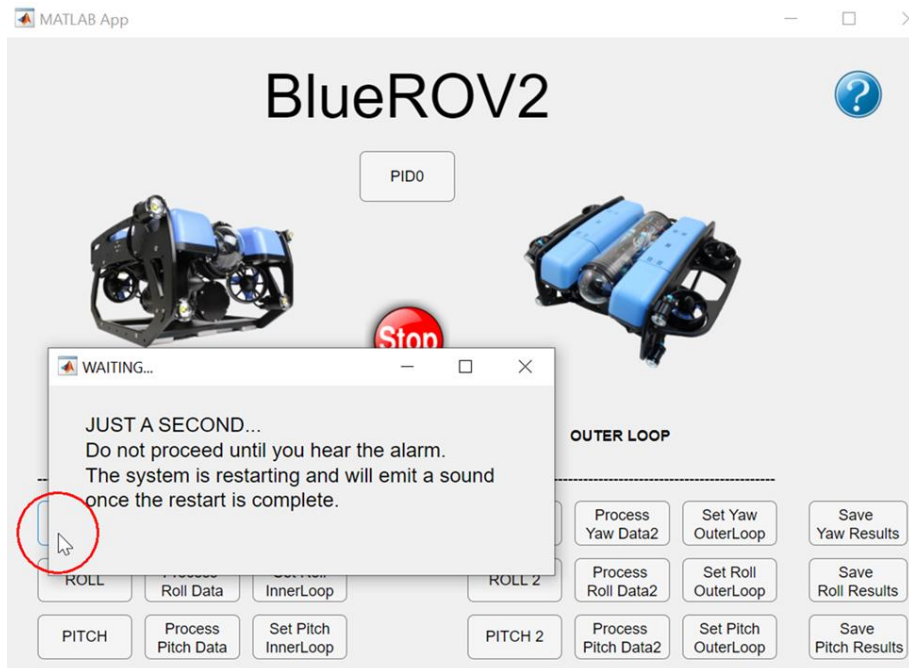 MATLAB App
BlueROV2
PID0
Stop
WAITING...
JUST A SECOND...
Do not proceed until you hear the alarm.
The system is restarting and will emit a sound
once the restart is complete.
OUTER LOOP
Process
Yaw Data2
Set Yaw
OuterLoop
Save
Yaw Results
ROLL
Process
Roll Data
Set Roll
InnerLoop
ROLL 2
Process
Roll Data2
Set Roll
OuterLoop
Save
Roll Results
PITCH
Process
Pitch Data
Set Pitch
InnerLoop
PITCH 2
Process
Pitch Data2
Set Pitch
OuterLoop
Save
Pitch Results